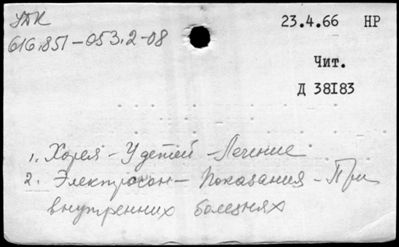 УДК 23.4.66 НР
616.851-053.2-08
Чит.
Д 38183
1. Хорея - У детей - Лечение
2. Электросон - Показания - При
внутренних болезнях